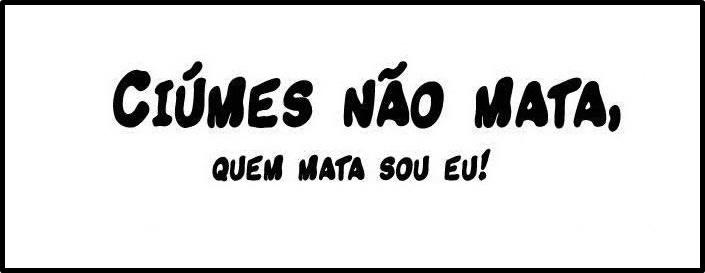 CIÚMES NÃO MATA,
QUEM MATA SOU EU!